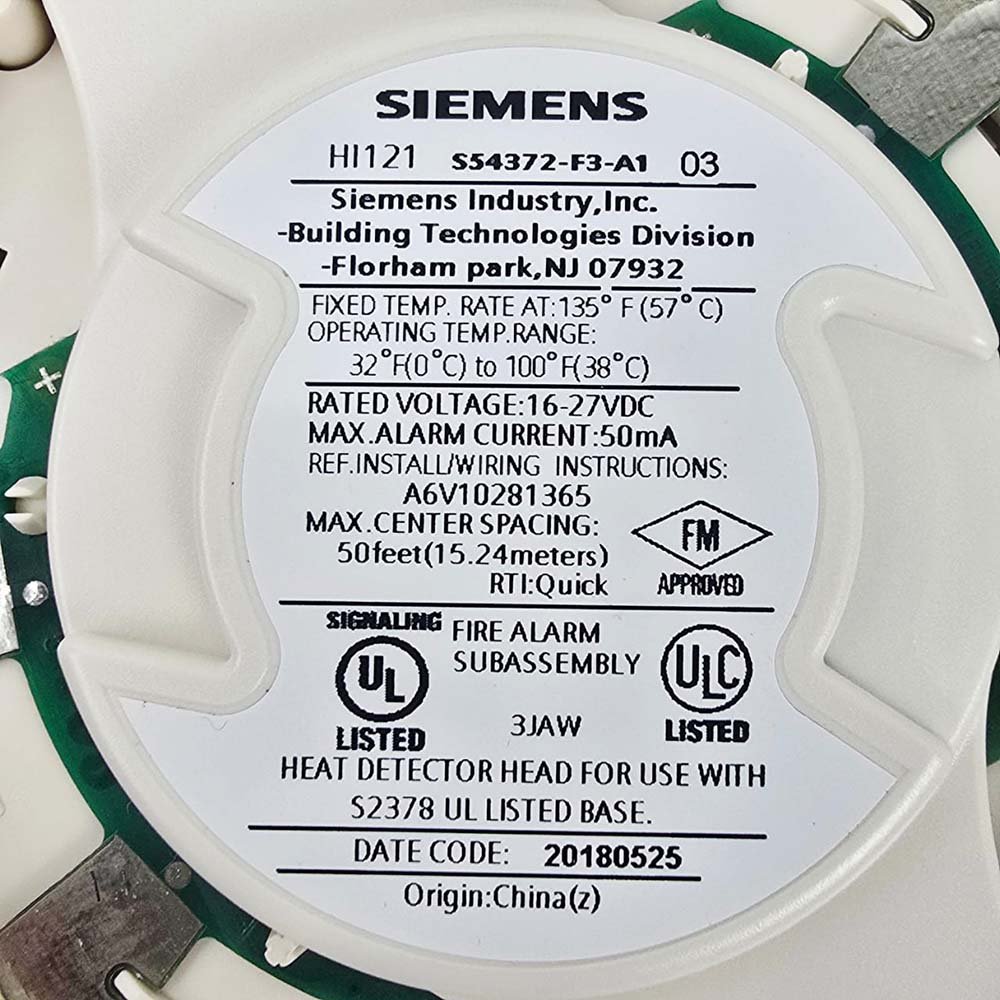 SIEMENS
HI121 S54372-F3-A1 03
Siemens Industry,Inc.
-Building Technologies Division
-Florham park,NJ 07932
FIXED TEMP. RATE AT:135°F(57°C)
OPERATING TEMP.RANGE:
32°F(0°C) to 100°F(38°C)
RATED VOLTAGE:16-27VDC
MAX.ALARM CURRENT:50mA
REF.INSTALL/WIRING INSTRUCTIONS:
A6V10281365
MAX.CENTER SPACING:
50feet(15.24meters)
RTI:Quick
FM
APPROVED
SIGNALING
UL
LISTED
FIRE ALARM
SUBASSEMBLY
3JAW
ULC
LISTED
HEAT DETECTOR HEAD FOR USE WITH
S2378 UL LISTED BASE.
DATE CODE: 20180525
Origin:China(z)